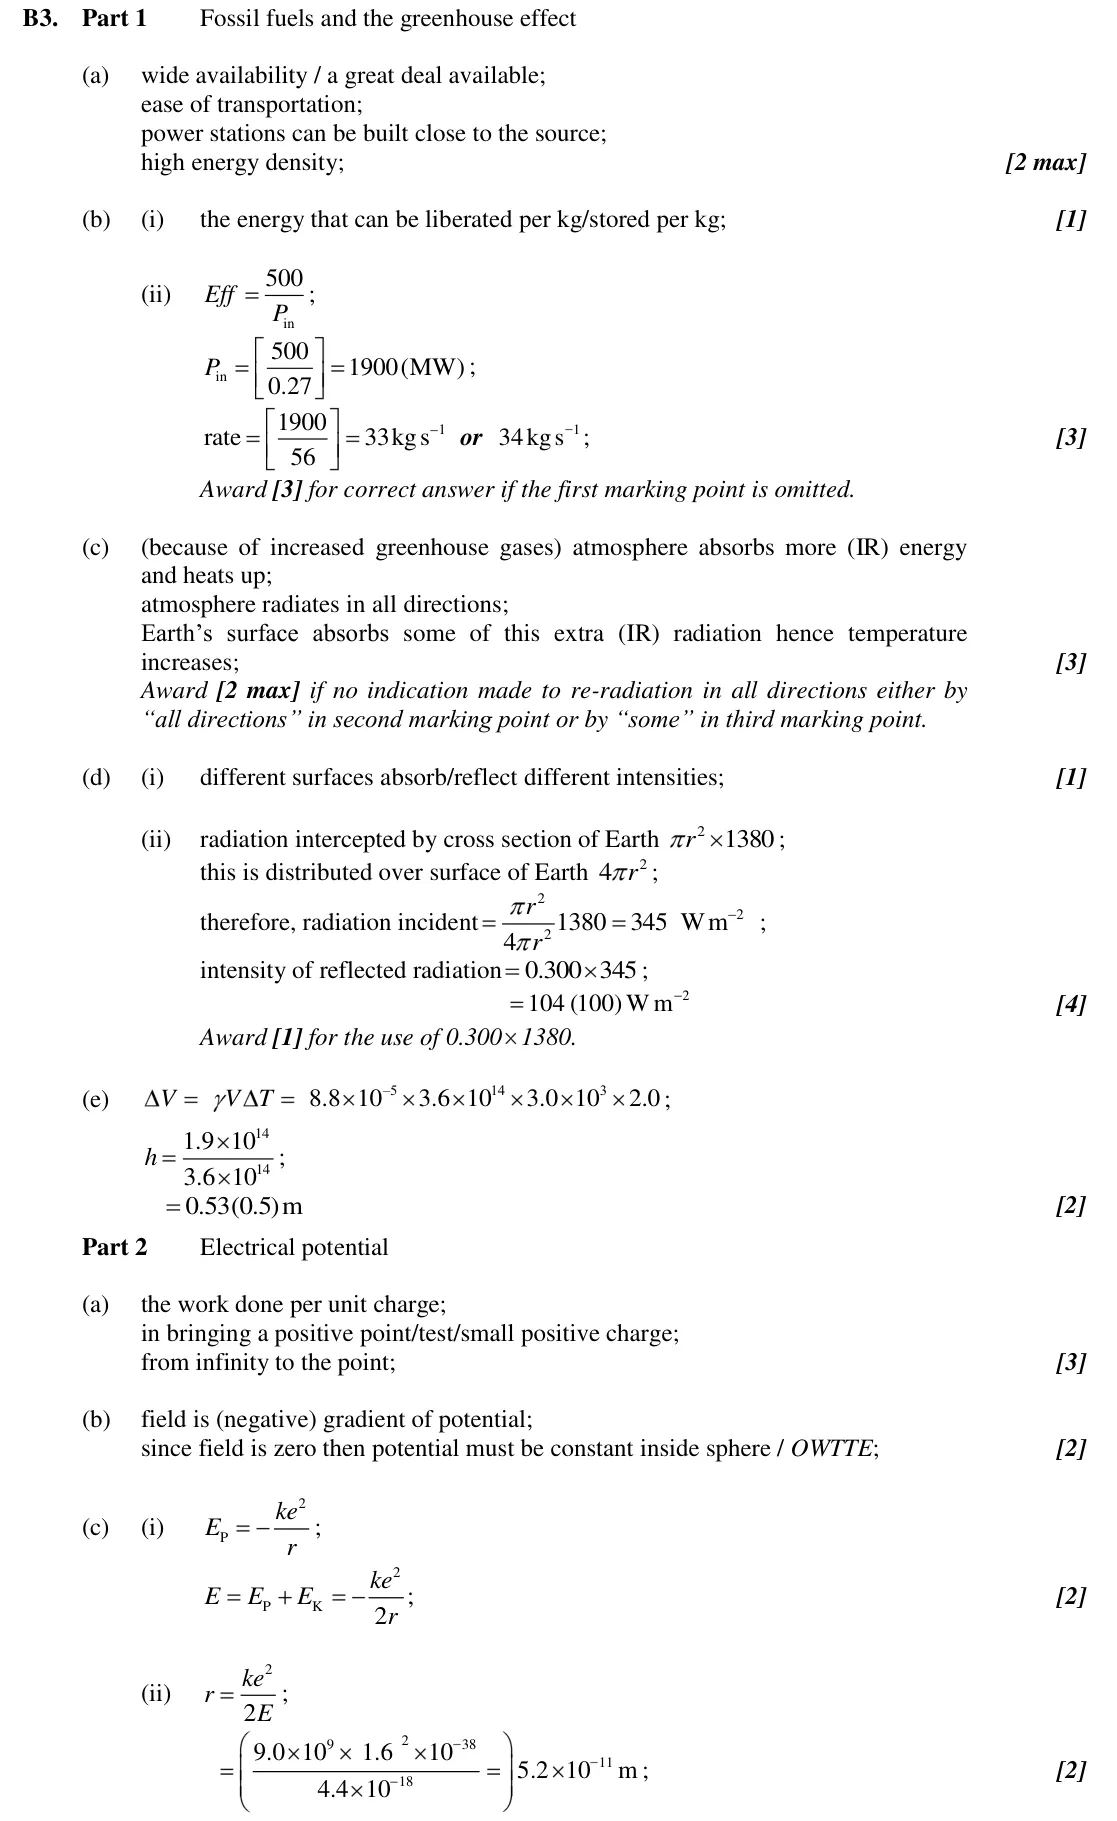 B3. Part 1 Fossil fuels and the greenhouse effect
(a) wide availability / a great deal available;
ease of transportation;
power stations can be built close to the source;
high energy density; [2 max]
(b) (i) the energy that can be liberated per kg/stored per kg; [1]
(ii) Eff = 500/P_in ;
P_in = [500/0.27] = 1900(MW) ;
rate = [1900/56] = 33 kg s⁻¹ or 34 kg s⁻¹ ; [3]
Award [3] for correct answer if the first marking point is omitted.
(c) (because of increased greenhouse gases) atmosphere absorbs more (IR) energy
and heats up;
atmosphere radiates in all directions;
Earth’s surface absorbs some of this extra (IR) radiation hence temperature
increases; [3]
Award [2 max] if no indication made to re-radiation in all directions either by
“all directions” in second marking point or by “some” in third marking point.
(d) (i) different surfaces absorb/reflect different intensities; [1]
(ii) radiation intercepted by cross section of Earth πr² × 1380 ;
this is distributed over surface of Earth 4πr² ;
therefore, radiation incident = πr²/4πr² 1380 = 345 W m⁻² ;
intensity of reflected radiation = 0.300 × 345 ;
= 104 (100) W m⁻² [4]
Award [1] for the use of 0.300 × 1380.
(e) ΔV = γVΔT = 8.8×10⁻⁵ × 3.6×10¹⁴ × 3.0×10³ × 2.0 ;
h = 1.9×10¹⁴/3.6×10¹⁴ ;
= 0.53(0.5) m [2]
Part 2 Electrical potential
(a) the work done per unit charge;
in bringing a positive point/test/small positive charge;
from infinity to the point; [3]
(b) field is (negative) gradient of potential;
since field is zero then potential must be constant inside sphere / OWTTE; [2]
(c) (i) E_P = −ke²/r ;
E = E_P + E_K = −ke²/2r ; [2]
(ii) r = ke²/2E ;
= (9.0×10⁹ × 1.6 ² ×10⁻³⁸/4.4×10⁻¹⁸ =) 5.2×10⁻¹¹ m ; [2]